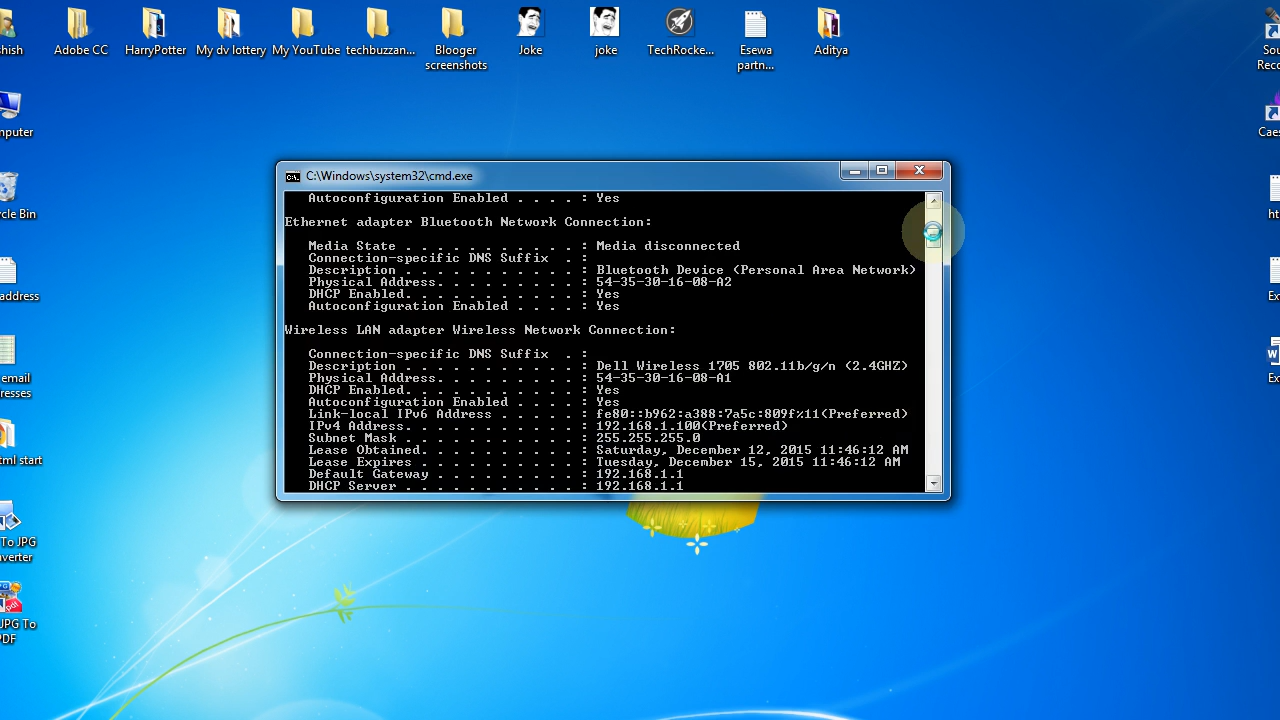 shish
Adobe CC
HarryPotter
My dv lottery
My YouTube
techbuzzan...
Blooger
screenshots
Joke
joke
TechRocke...
Esewa
partn...
Aditya
Sou
Reco
mputer
Caes
ycle Bin
ht
address
Ex
email
resses
Ex
tml start
To JPG
nverter
JPG To
PDF
C:\Windows\system32\cmd.exe
Autoconfiguration Enabled . . . . : Yes
Ethernet adapter Bluetooth Network Connection:
Media State . . . . . . . . . . . : Media disconnected
Connection-specific DNS Suffix  . :
Description . . . . . . . . . . . : Bluetooth Device (Personal Area Network)
Physical Address. . . . . . . . . : 54-35-30-16-08-A2
DHCP Enabled. . . . . . . . . . . : Yes
Autoconfiguration Enabled . . . . : Yes
Wireless LAN adapter Wireless Network Connection:
Connection-specific DNS Suffix  . :
Description . . . . . . . . . . . : Dell Wireless 1705 802.11b/g/n (2.4GHZ)
Physical Address. . . . . . . . . : 54-35-30-16-08-A1
DHCP Enabled. . . . . . . . . . . : Yes
Autoconfiguration Enabled . . . . : Yes
Link-local IPv6 Address . . . . . : fe80::b962:a388:7a5c:809f%11(Preferred)
IPv4 Address. . . . . . . . . . . : 192.168.1.100(Preferred)
Subnet Mask . . . . . . . . . . . : 255.255.255.0
Lease Obtained. . . . . . . . . . : Saturday, December 12, 2015 11:46:12 AM
Lease Expires . . . . . . . . . . : Tuesday, December 15, 2015 11:46:12 AM
Default Gateway . . . . . . . . . : 192.168.1.1
DHCP Server . . . . . . . . . . . : 192.168.1.1